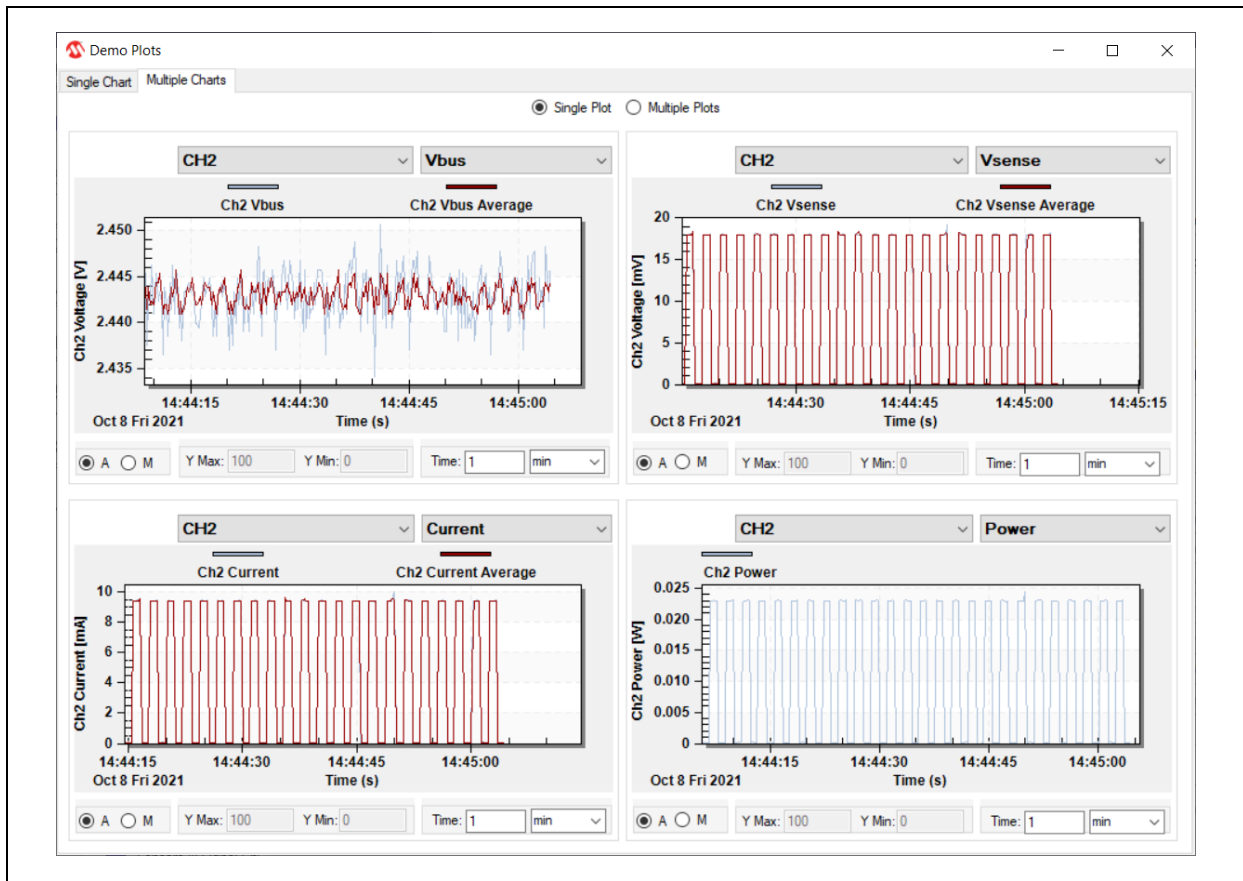 Demo Plots
Single Chart Multiple Charts
Single Plot Multiple Plots
CH2 Vbus
Ch2 Vbus Ch2 Vbus Average
Ch2 Voltage [V]
2.450
2.445
2.440
2.435
14:44:15 14:44:30 14:44:45 14:45:00
Oct 8 Fri 2021 Time (s)
A M Y Max: 100 Y Min: 0 Time: 1 min
CH2 Vsense
Ch2 Vsense Ch2 Vsense Average
Ch2 Voltage [mV]
20
15
10
5
0
14:44:30 14:44:45 14:45:00 14:45:15
Oct 8 Fri 2021 Time (s)
A M Y Max: 100 Y Min: 0 Time: 1 min
CH2 Current
Ch2 Current Ch2 Current Average
Ch2 Current [mA]
10
8
6
4
2
0
14:44:15 14:44:30 14:44:45 14:45:00
Oct 8 Fri 2021 Time (s)
A M Y Max: 100 Y Min: 0 Time: 1 min
CH2 Power
Ch2 Power
Ch2 Power [W]
0.025
0.020
0.015
0.010
0.005
0
14:44:15 14:44:30 14:44:45 14:45:00
Oct 8 Fri 2021 Time (s)
A M Y Max: 100 Y Min: 0 Time: 1 min